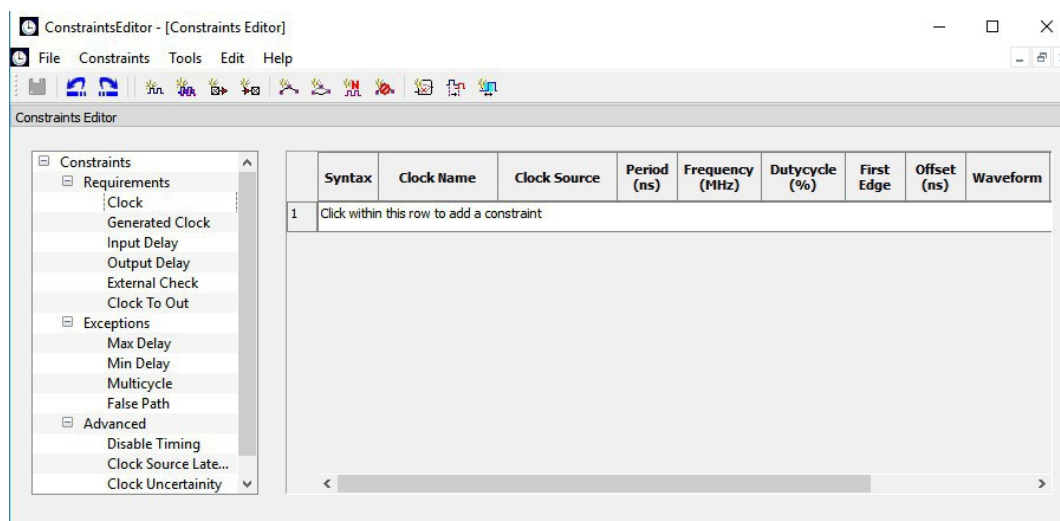 ConstraintsEditor - [Constraints Editor]
File Constraints Tools Edit Help
Constraints Editor
Constraints
Requirements
Clock
Generated Clock
Input Delay
Output Delay
External Check
Clock To Out
Exceptions
Max Delay
Min Delay
Multicycle
False Path
Advanced
Disable Timing
Clock Source Late...
Clock Uncertainity
Syntax Clock Name Clock Source Period (ns) Frequency (MHz) Dutycycle (%) First Edge Offset (ns) Waveform
1 Click within this row to add a constraint